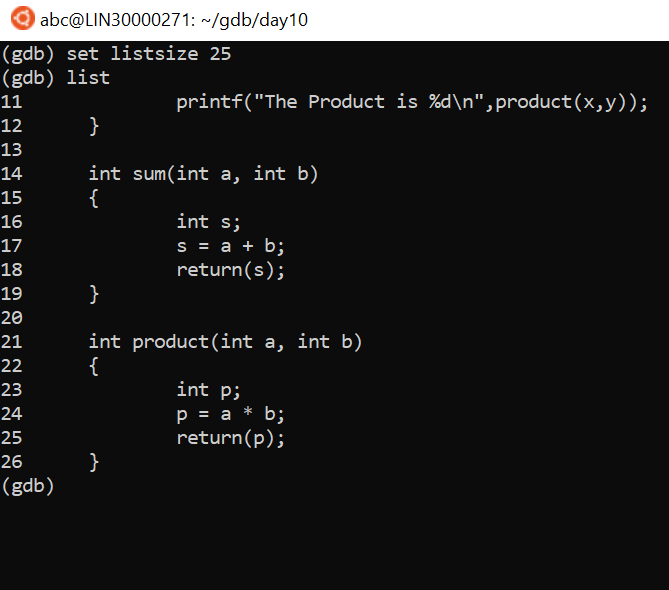 abc@LIN30000271: ~/gdb/day10
(gdb) set listsize 25
(gdb) list
11              printf("The Product is %d\n",product(x,y));
12      }
13
14      int sum(int a, int b)
15      {
16              int s;
17              s = a + b;
18              return(s);
19      }
20
21      int product(int a, int b)
22      {
23              int p;
24              p = a * b;
25              return(p);
26      }
(gdb)